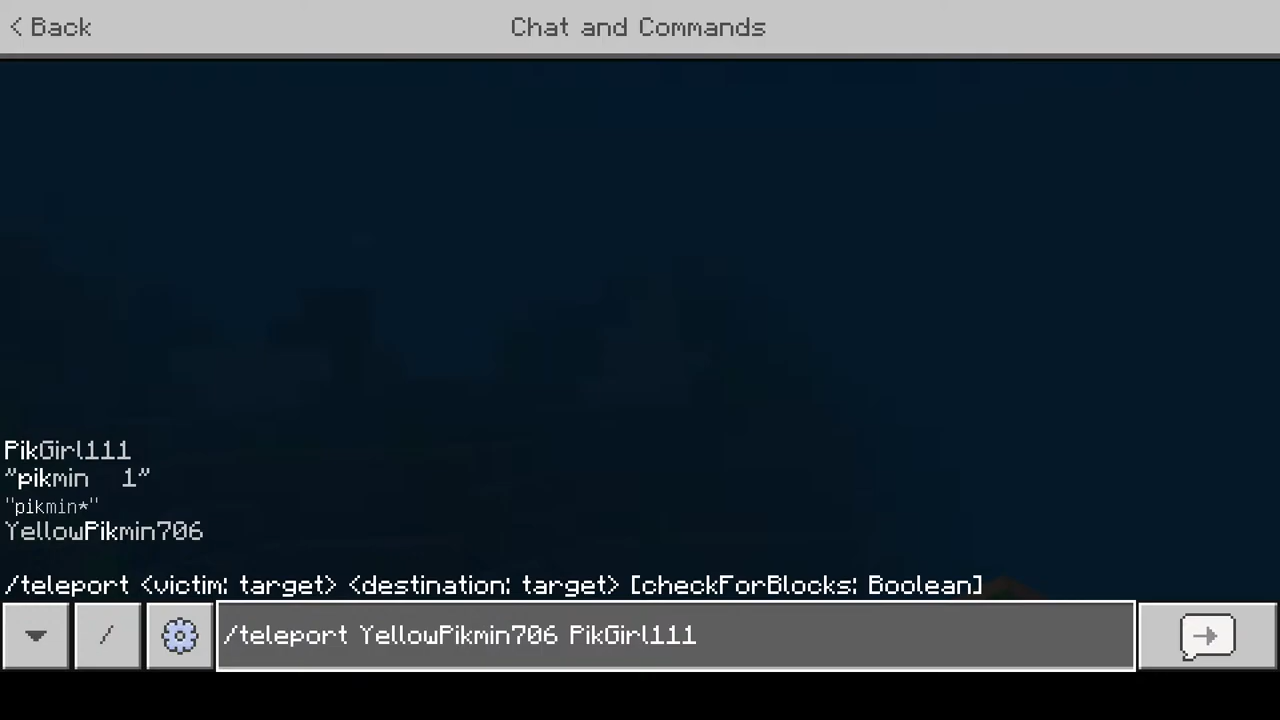 < Back
Chat and Commands
PikGirl111
"pikmin  1"
"pikmin*"
YellowPikmin706
/teleport <victim: target> <destination: target> [checkForBlocks: Boolean]
/
/teleport YellowPikmin706 PikGirl111